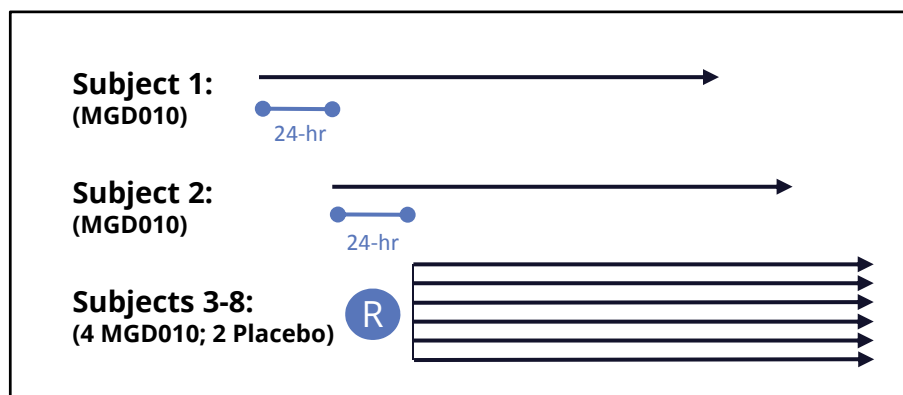 Subject 1:
(MGD010)
24-hr
Subject 2:
(MGD010)
24-hr
Subjects 3-8:
(4 MGD010; 2 Placebo)
R